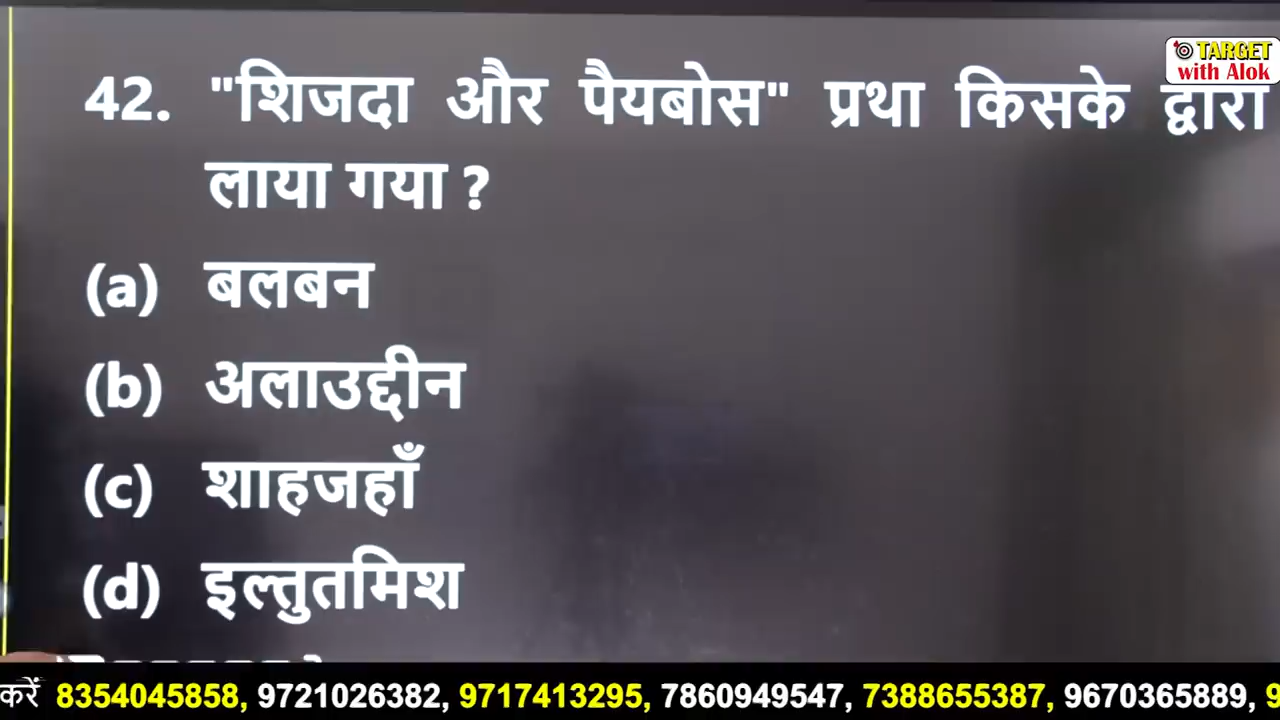 TARGET
with Alok
42. "शिजदा और पैयबोस" प्रथा किसके द्वारा
लाया गया ?
(a) बलबन
(b) अलाउद्दीन
(c) शाहजहाँ
(d) इल्तुतमिश
करें 8354045858, 9721026382, 9717413295, 7860949547, 7388655387, 9670365889, 9